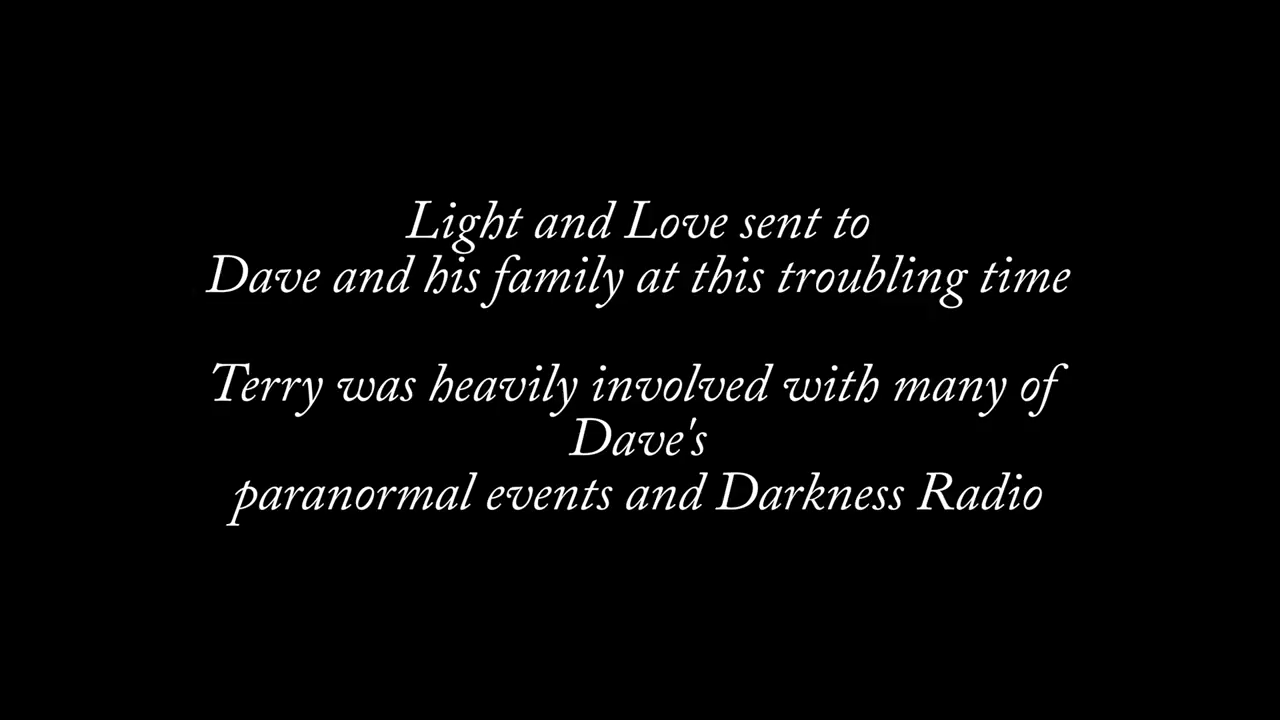 Light and Love sent to
Dave and his family at this troubling time
Terry was heavily involved with many of
Dave's
paranormal events and Darkness Radio